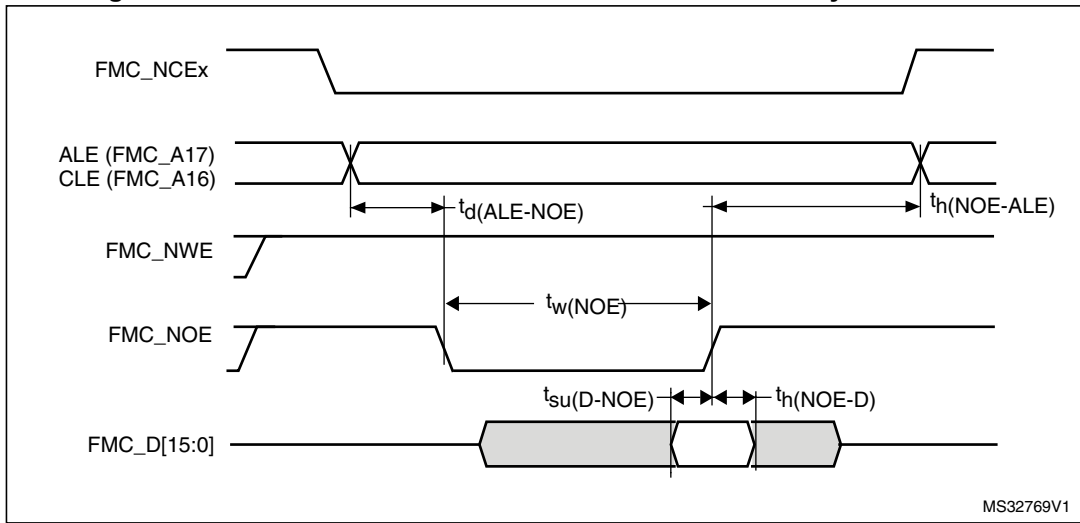 FMC_NCEx
ALE (FMC_A17)
CLE (FMC_A16)
td(ALE-NOE)
th(NOE-ALE)
FMC_NWE
tw(NOE)
FMC_NOE
tsu(D-NOE)
th(NOE-D)
FMC_D[15:0]
MS32769V1